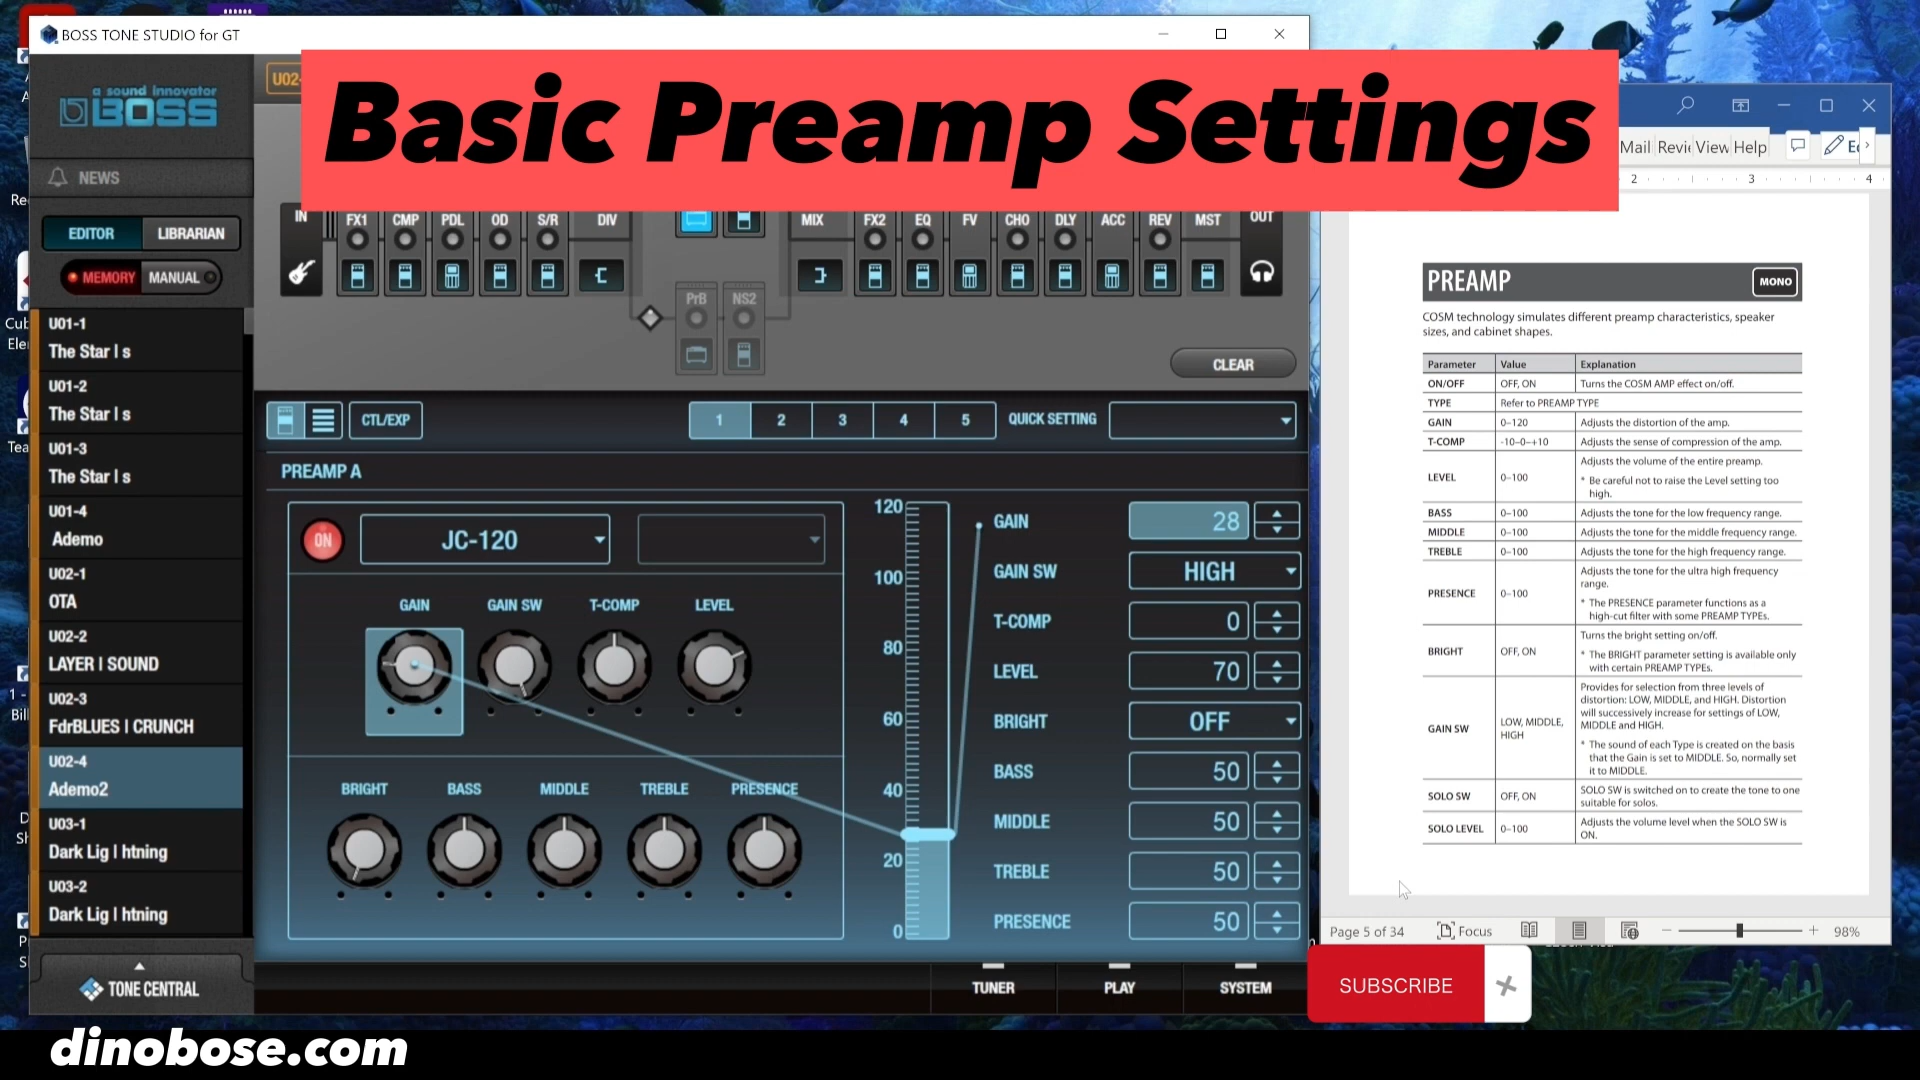 BOSS TONE STUDIO for GT
a sound innovator
BOSS
NEWS
EDITOR LIBRARIAN
MEMORY MANUAL
U01-1
The Star l s
U01-2
The Star l s
U01-3
The Star l s
U01-4
Ademo
U02-1
OTA
U02-2
LAYER l SOUND
U02-3
FdrBLUES l CRUNCH
U02-4
Ademo2
U03-1
Dark Lig l htning
U03-2
Dark Lig l htning
TONE CENTRAL
U02-
Basic Preamp Settings
IN FX1 CMP PDL OD S/R DIV MIX FX2 EQ FV CHO DLY ACC REV MST OUT
PrB NS2
CLEAR
CTL/EXP 1 2 3 4 5 QUICK SETTING
PREAMP A
ON JC-120
GAIN GAIN SW T-COMP LEVEL
BRIGHT BASS MIDDLE TREBLE PRESENCE
120
100
80
60
40
20
0
GAIN 28
GAIN SW HIGH
T-COMP 0
LEVEL 70
BRIGHT OFF
BASS 50
MIDDLE 50
TREBLE 50
PRESENCE 50
TUNER PLAY SYSTEM
Mail Revi View Help
2 3 4
PREAMP MONO
COSM technology simulates different preamp characteristics, speaker
sizes, and cabinet shapes.
Parameter Value Explanation
ON/OFF OFF, ON Turns the COSM AMP effect on/off.
TYPE Refer to PREAMP TYPE
GAIN 0–120 Adjusts the distortion of the amp.
T-COMP -10–0–+10 Adjusts the sense of compression of the amp.
LEVEL 0–100 Adjusts the volume of the entire preamp.
* Be careful not to raise the Level setting too
high.
BASS 0–100 Adjusts the tone for the low frequency range.
MIDDLE 0–100 Adjusts the tone for the middle frequency range.
TREBLE 0–100 Adjusts the tone for the high frequency range.
PRESENCE 0–100 Adjusts the tone for the ultra high frequency
range.
* The PRESENCE parameter functions as a
high-cut filter with some PREAMP TYPEs.
BRIGHT OFF, ON Turns the bright setting on/off.
* The BRIGHT parameter setting is available only
with certain PREAMP TYPEs.
GAIN SW LOW, MIDDLE, HIGH Provides for selection from three levels of
distortion: LOW, MIDDLE, and HIGH. Distortion
will successively increase for settings of LOW,
MIDDLE and HIGH.
* The sound of each Type is created on the basis
that the Gain is set to MIDDLE. So, normally set
it to MIDDLE.
SOLO SW OFF, ON SOLO SW is switched on to create the tone to one
suitable for solos.
SOLO LEVEL 0–100 Adjusts the volume level when the SOLO SW is
ON.
Page 5 of 34 Focus 98%
SUBSCRIBE
dinobose.com